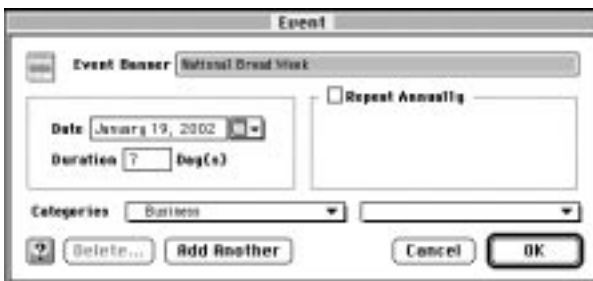 Event
Event Banner National Bread Week
Repeat Annually
Date January 19, 2002
Duration 7 Day(s)
Categories Business
? Delete... Add Another Cancel OK